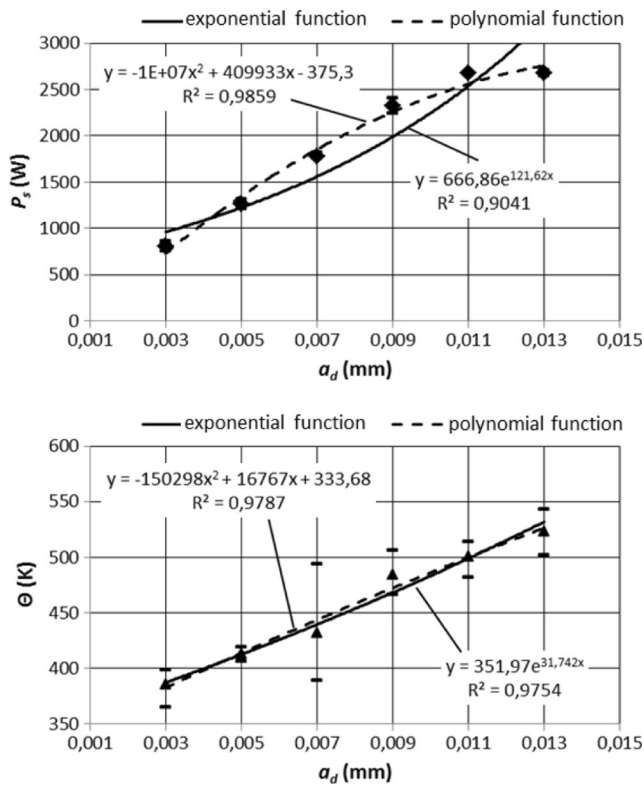 exponential function polynomial function
3000
y = -1E+07x² + 409933x - 375,3
R² = 0,9859
2500
2000
1500
y = 666,86e^121,62x
R² = 0,9041
1000
500
0
Pₛ (W)
0,001 0,003 0,005 0,007 0,009 0,011 0,013 0,015
a_d (mm)
exponential function polynomial function
600
y = -150298x² + 16767x + 333,68
R² = 0,9787
550
500
450
400
y = 351,97e^31,742x
R² = 0,9754
350
Θ (K)
0,001 0,003 0,005 0,007 0,009 0,011 0,013 0,015
a_d (mm)